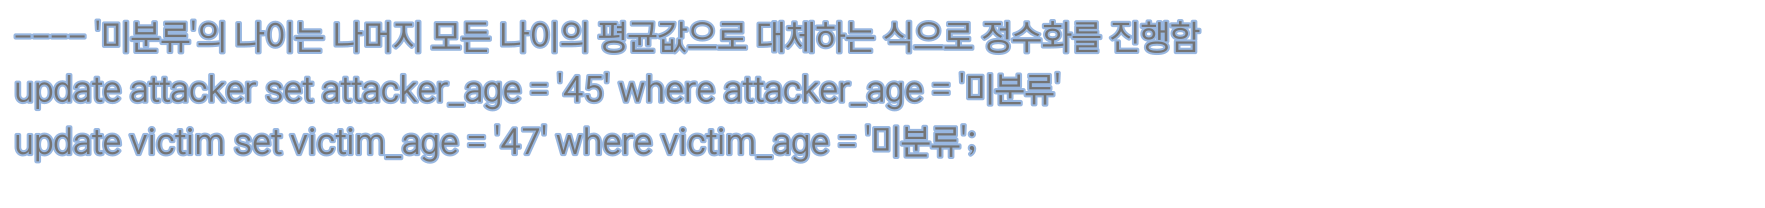 ---- '미분류'의 나이는 나머지 모든 나이의 평균값으로 대체하는 식으로 정수화를 진행함
update attacker set attacker_age = '45' where attacker_age = '미분류'
update victim set victim_age = '47' where victim_age = '미분류';